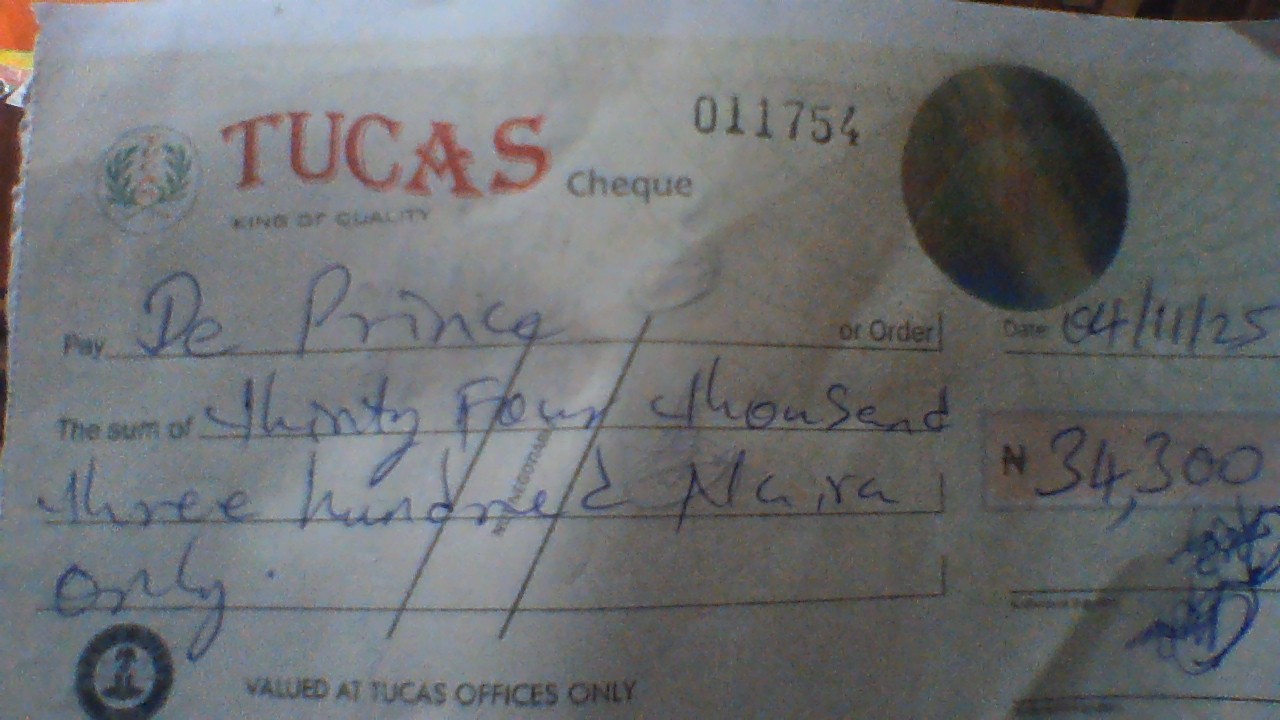 011754
TUCAS Cheque
KING OF QUALITY
Pay De Prince or Order
Date 04/11/25
The sum of Thirty Four thousand
₦ 34,300
three hundred Naira
only.
VALUED AT TUCAS OFFICES ONLY